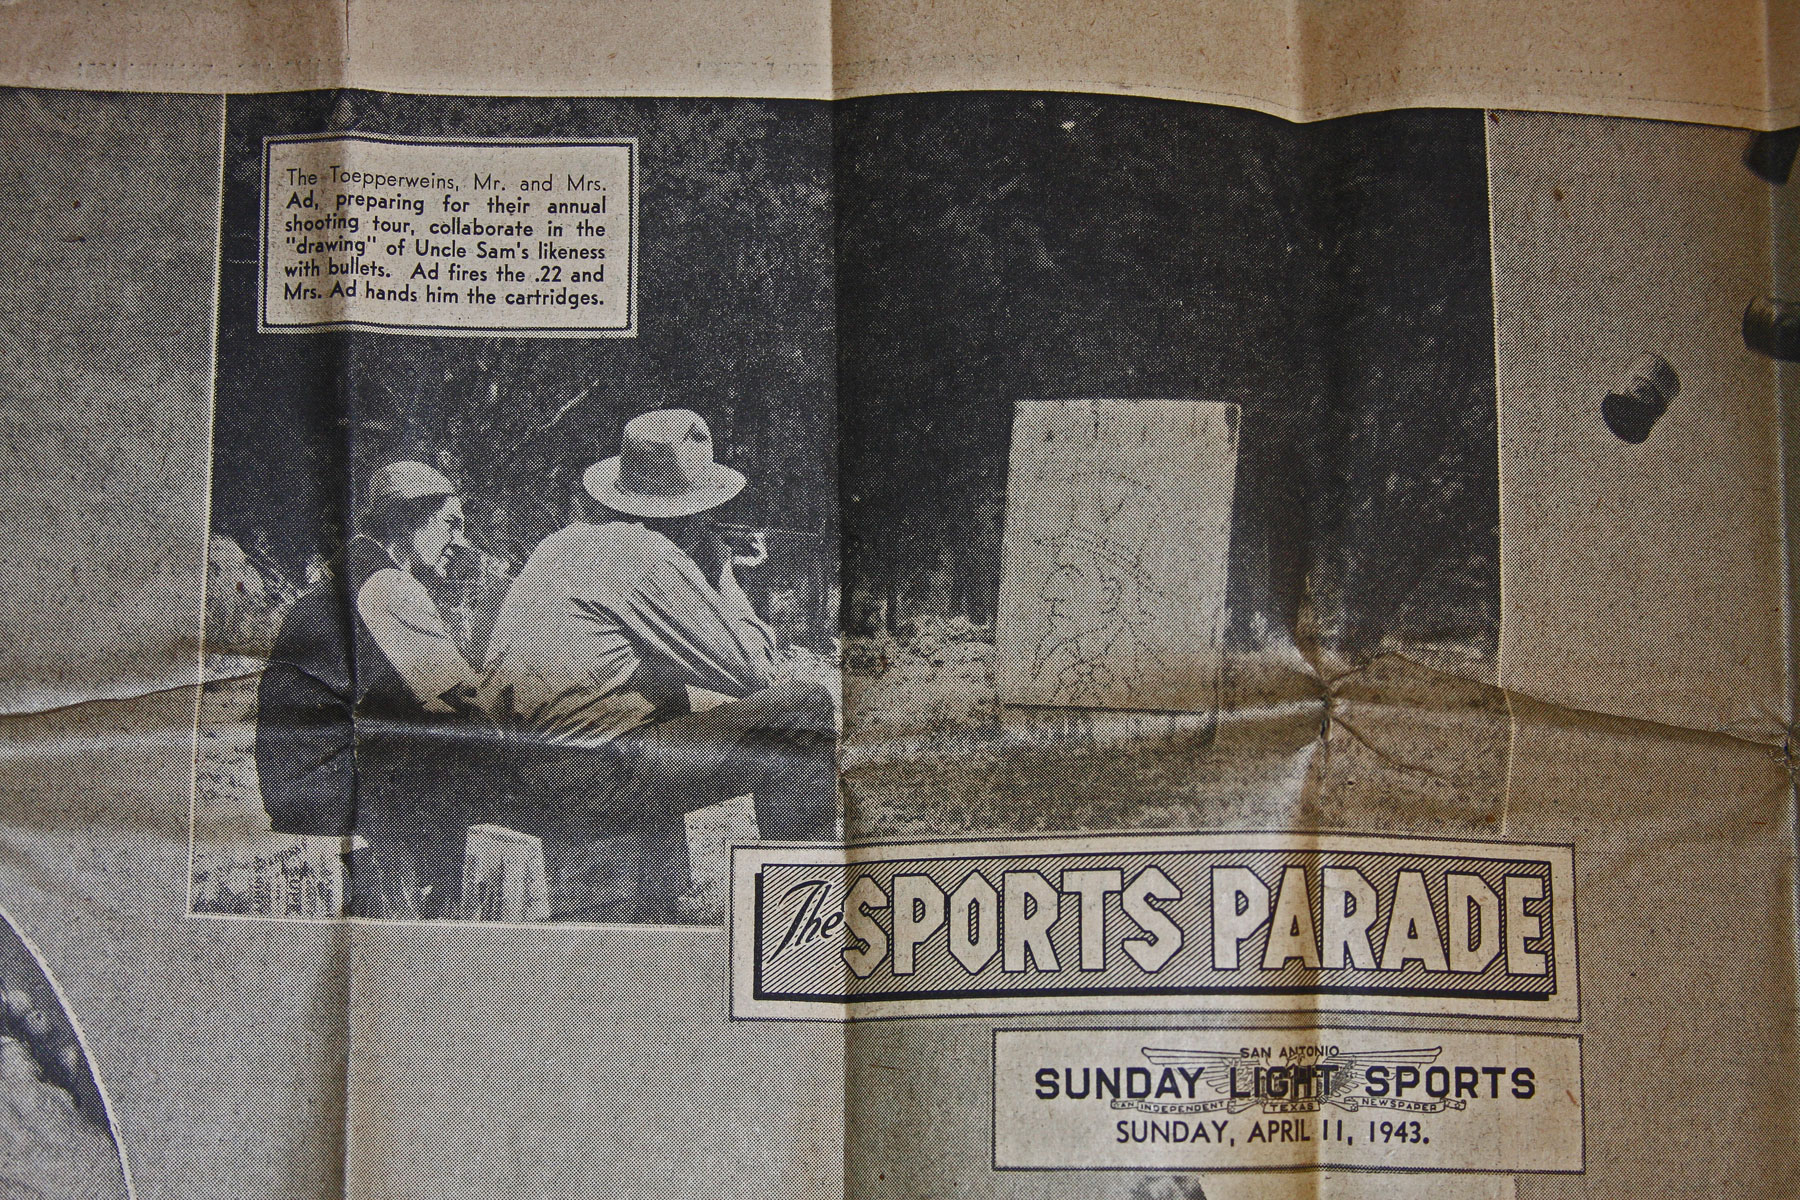 The Toepperweins, Mr. and Mrs.
Ad, preparing for their annual
shooting tour, collaborate in the
"drawing" of Uncle Sam's likeness
with bullets. Ad fires the .22 and
Mrs. Ad hands him the cartridges.
The SPORTS PARADE
SAN ANTONIO
SUNDAY LIGHT SPORTS
AN INDEPENDENT TEXAS NEWSPAPER
SUNDAY, APRIL 11, 1943.